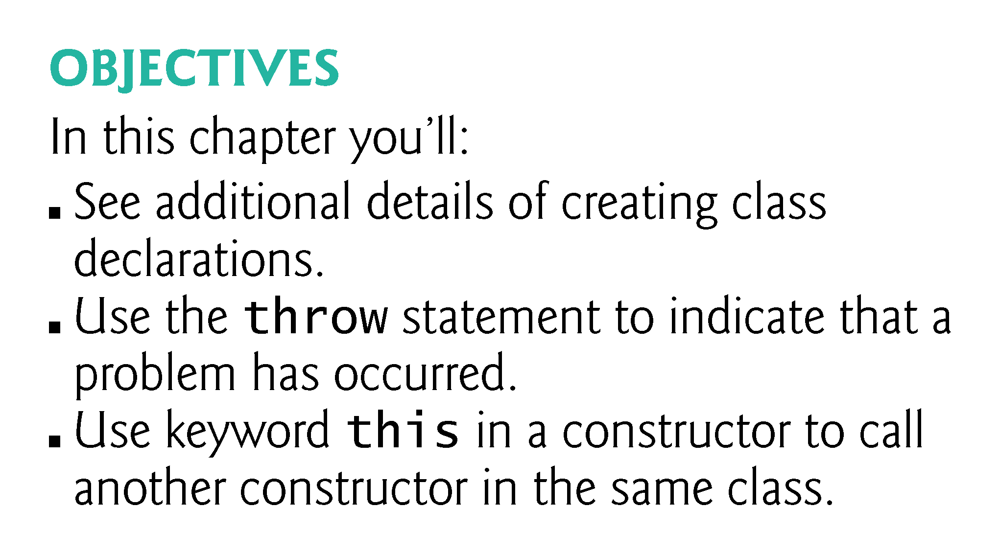 OBJECTIVES
In this chapter you’ll:
■ See additional details of creating class
declarations.
■ Use the throw statement to indicate that a
problem has occurred.
■ Use keyword this in a constructor to call
another constructor in the same class.